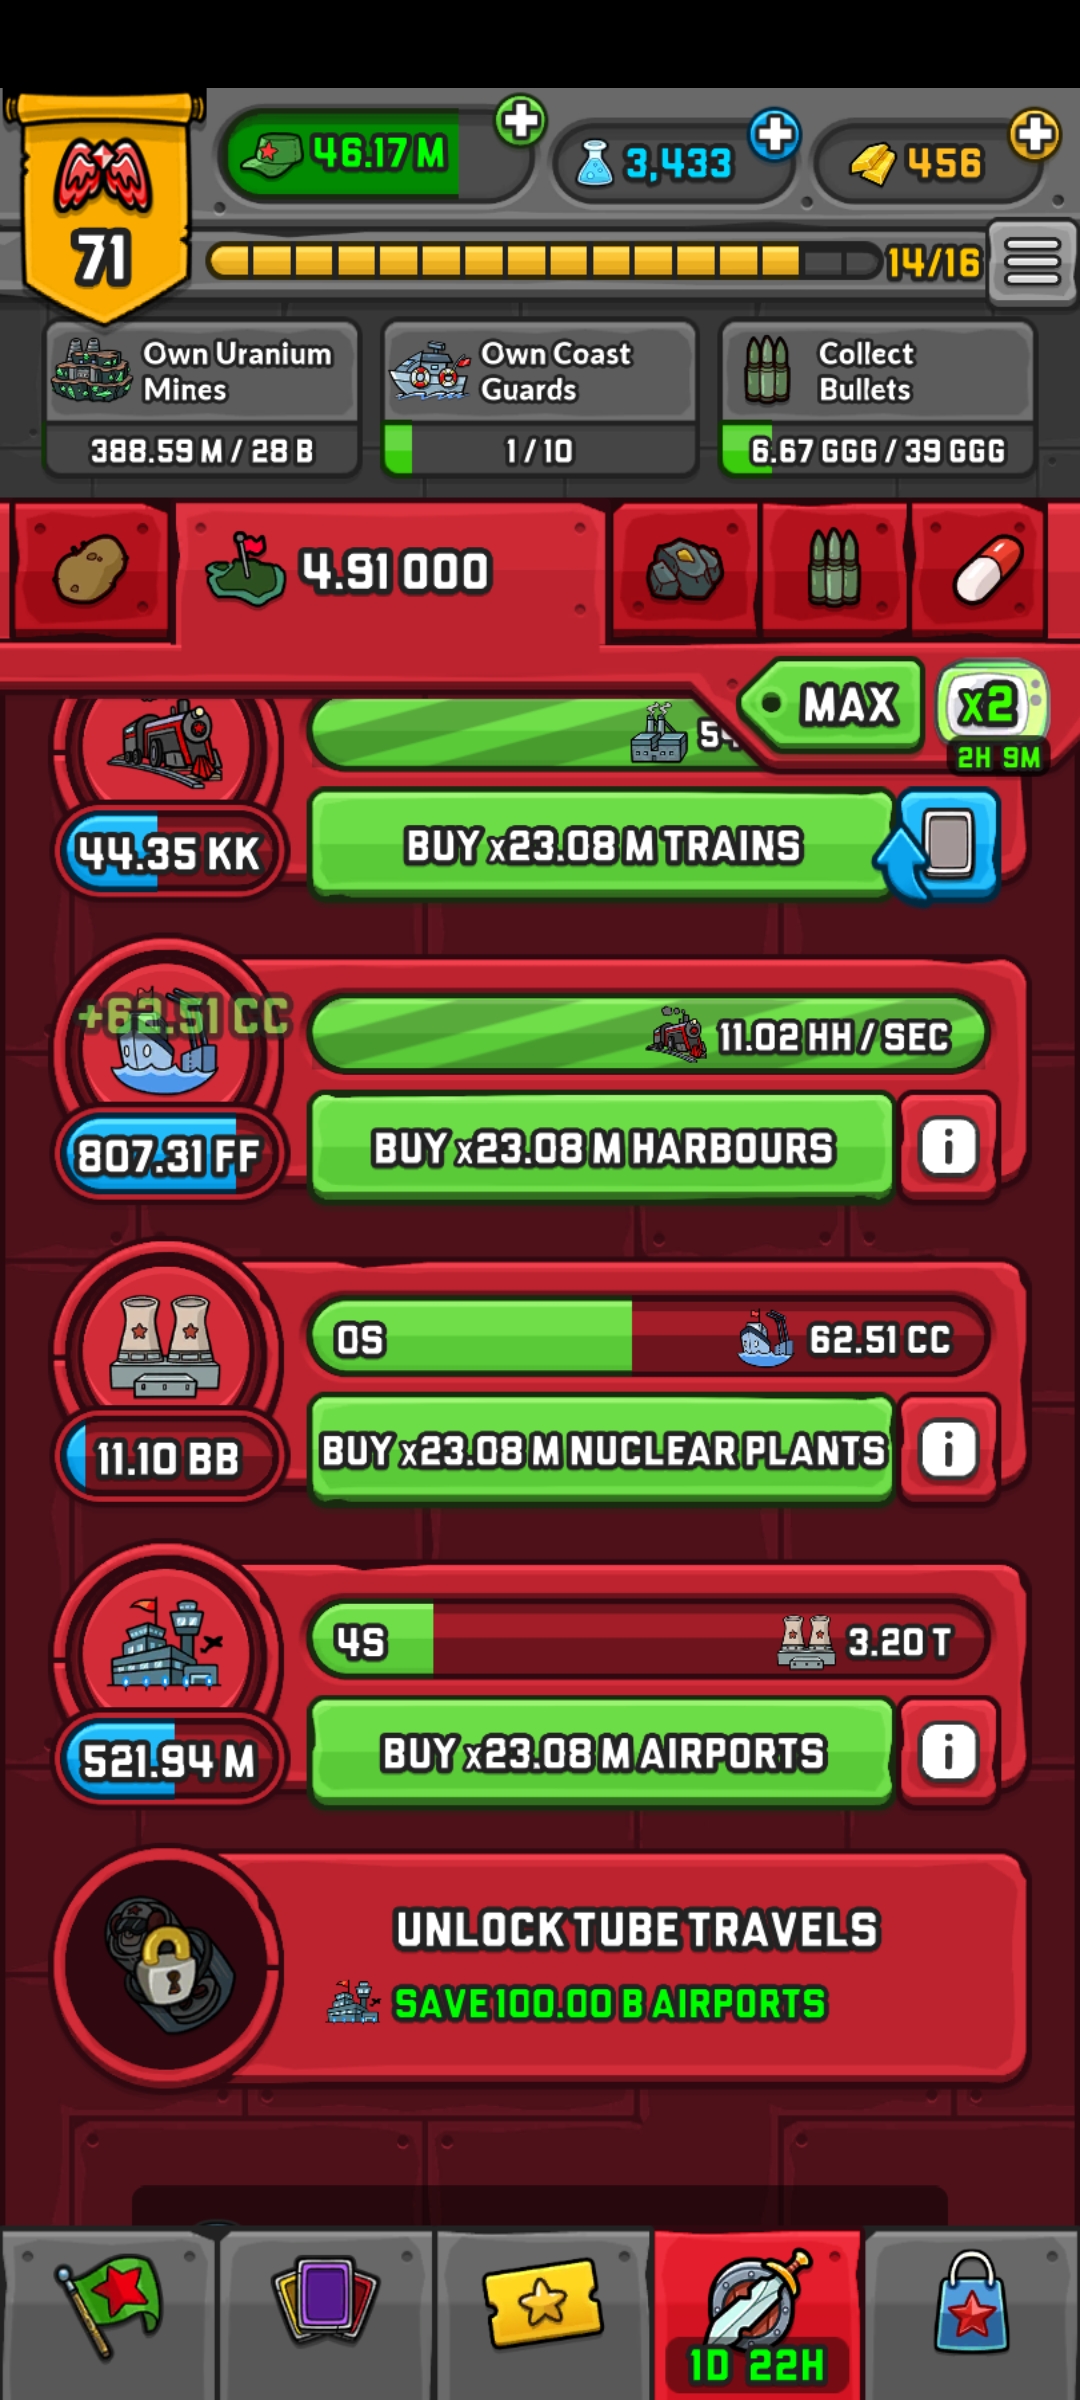 46.17 M
3,433
456
71
14/16
Own Uranium
Mines
388.59 M / 28 B
Own Coast
Guards
1 / 10
Collect
Bullets
6.67 GGG / 39 GGG
4.91 000
MAX
x2
2H 9M
44.35 KK
BUY x23.08 M TRAINS
+62.51 CC
11.02 HH / SEC
807.31 FF
BUY x23.08 M HARBOURS
i
0S
62.51 CC
11.10 BB
BUY x23.08 M NUCLEAR PLANTS
i
4S
3.20 T
521.94 M
BUY x23.08 M AIRPORTS
i
UNLOCK TUBE TRAVELS
SAVE 100.00 B AIRPORTS
1D 22H